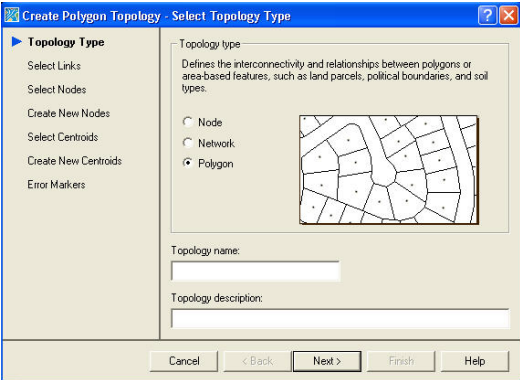 Create Polygon Topology - Select Topology Type
Topology Type
Select Links
Select Nodes
Create New Nodes
Select Centroids
Create New Centroids
Error Markers
Topology type
Defines the interconnectivity and relationships between polygons or
area-based features, such as land parcels, political boundaries, and soil
types.
Node
Network
Polygon
Topology name:
Topology description:
Cancel
< Back
Next >
Finish
Help